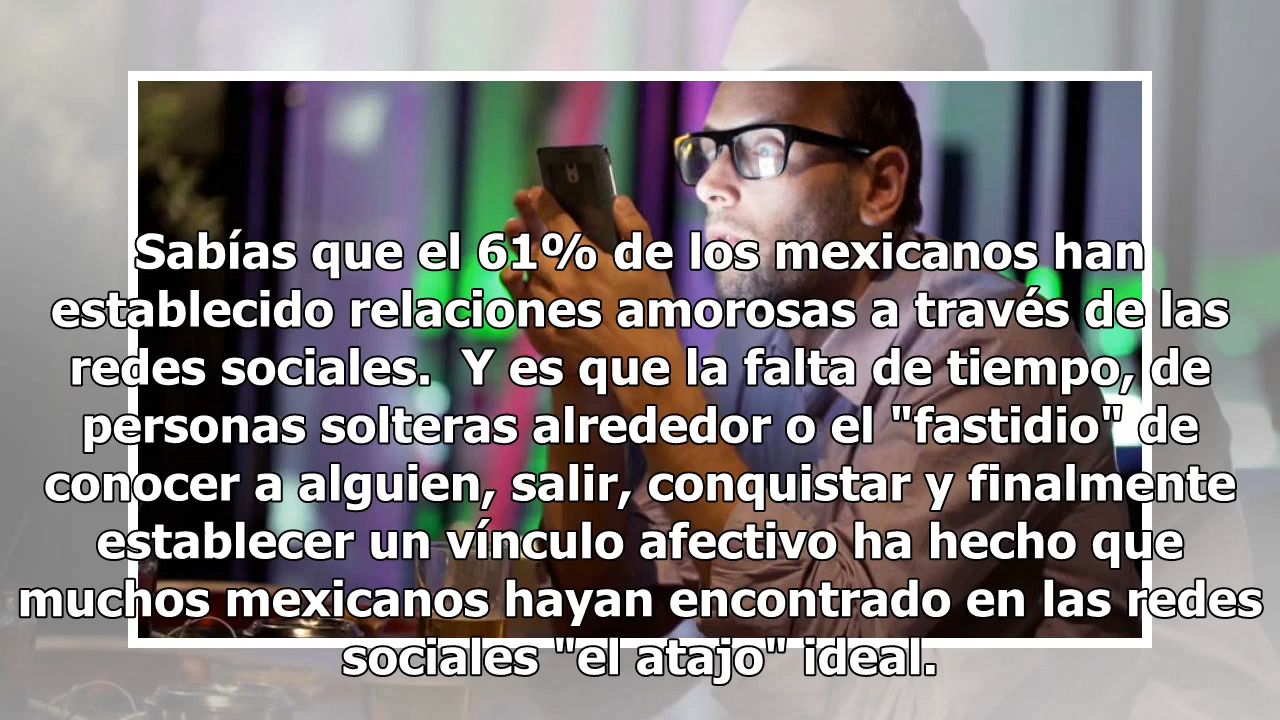 Sabías que el 61% de los mexicanos han
establecido relaciones amorosas a través de las
redes sociales.  Y es que la falta de tiempo, de
personas solteras alrededor o el "fastidio" de
conocer a alguien, salir, conquistar y finalmente
establecer un vínculo afectivo ha hecho que
muchos mexicanos hayan encontrado en las redes
sociales "el atajo" ideal.